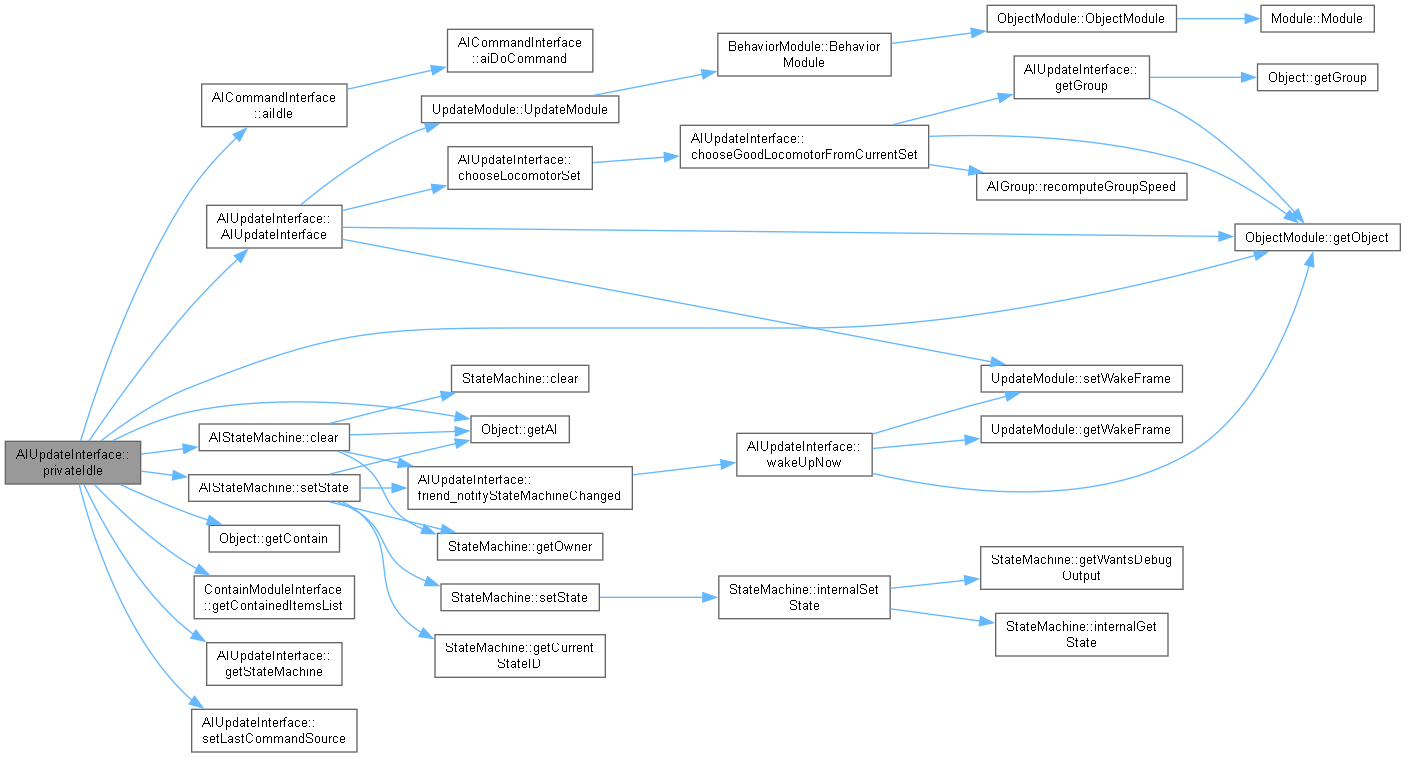 AIUpdateInterface::
privateIdle
AICommandInterface
::aiIdle
AICommandInterface
::aiDoCommand
AIUpdateInterface::
AIUpdateInterface
UpdateModule::UpdateModule
BehaviorModule::Behavior
Module
ObjectModule::ObjectModule
Module::Module
AIUpdateInterface::
chooseLocomotorSet
AIUpdateInterface::
chooseGoodLocomotorFromCurrentSet
AIUpdateInterface::
getGroup
Object::getGroup
AIGroup::recomputeGroupSpeed
ObjectModule::getObject
UpdateModule::setWakeFrame
AIStateMachine::clear
StateMachine::clear
Object::getAI
AIUpdateInterface::
friend_notifyStateMachineChanged
AIUpdateInterface::
wakeUpNow
UpdateModule::getWakeFrame
StateMachine::getOwner
AIStateMachine::setState
StateMachine::setState
StateMachine::internalSet
State
StateMachine::getWantsDebug
Output
StateMachine::internalGet
State
StateMachine::getCurrent
StateID
Object::getContain
ContainModuleInterface
::getContainedItemsList
AIUpdateInterface::
getStateMachine
AIUpdateInterface::
setLastCommandSource